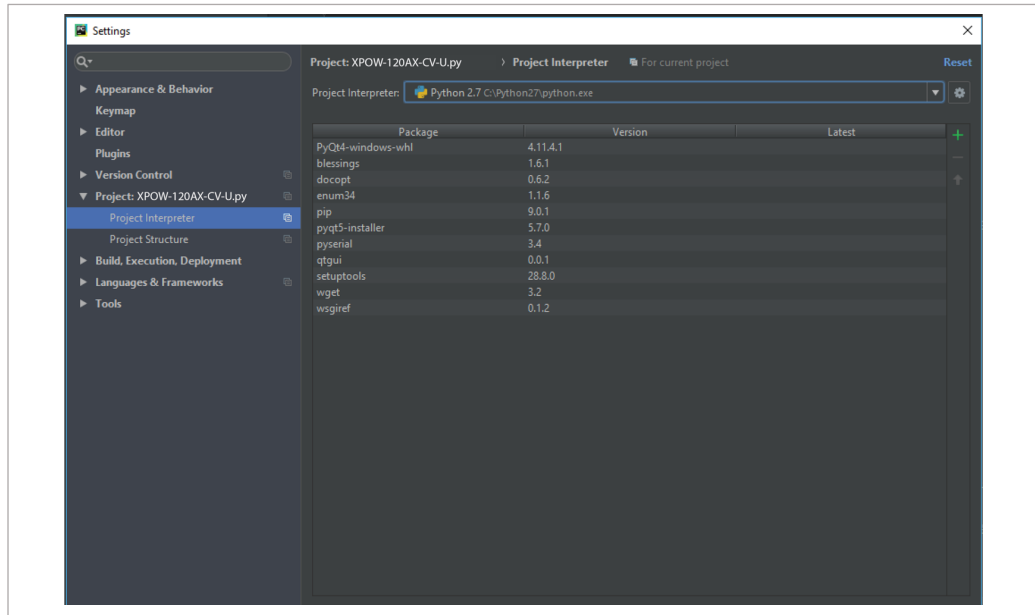 Settings
Project: XPOW-120AX-CV-U.py › Project Interpreter For current project Reset
Appearance & Behavior
Keymap
Editor
Plugins
Version Control
Project: XPOW-120AX-CV-U.py
Project Interpreter
Project Structure
Build, Execution, Deployment
Languages & Frameworks
Tools
Project Interpreter: Python 2.7 C:\Python27\python.exe
Package Version Latest
PyQt4-windows-whl 4.11.4.1
blessings 1.6.1
docopt 0.6.2
enum34 1.1.6
pip 9.0.1
pyqt5-installer 5.7.0
pyserial 3.4
qtgui 0.0.1
setuptools 28.8.0
wget 3.2
wsgiref 0.1.2